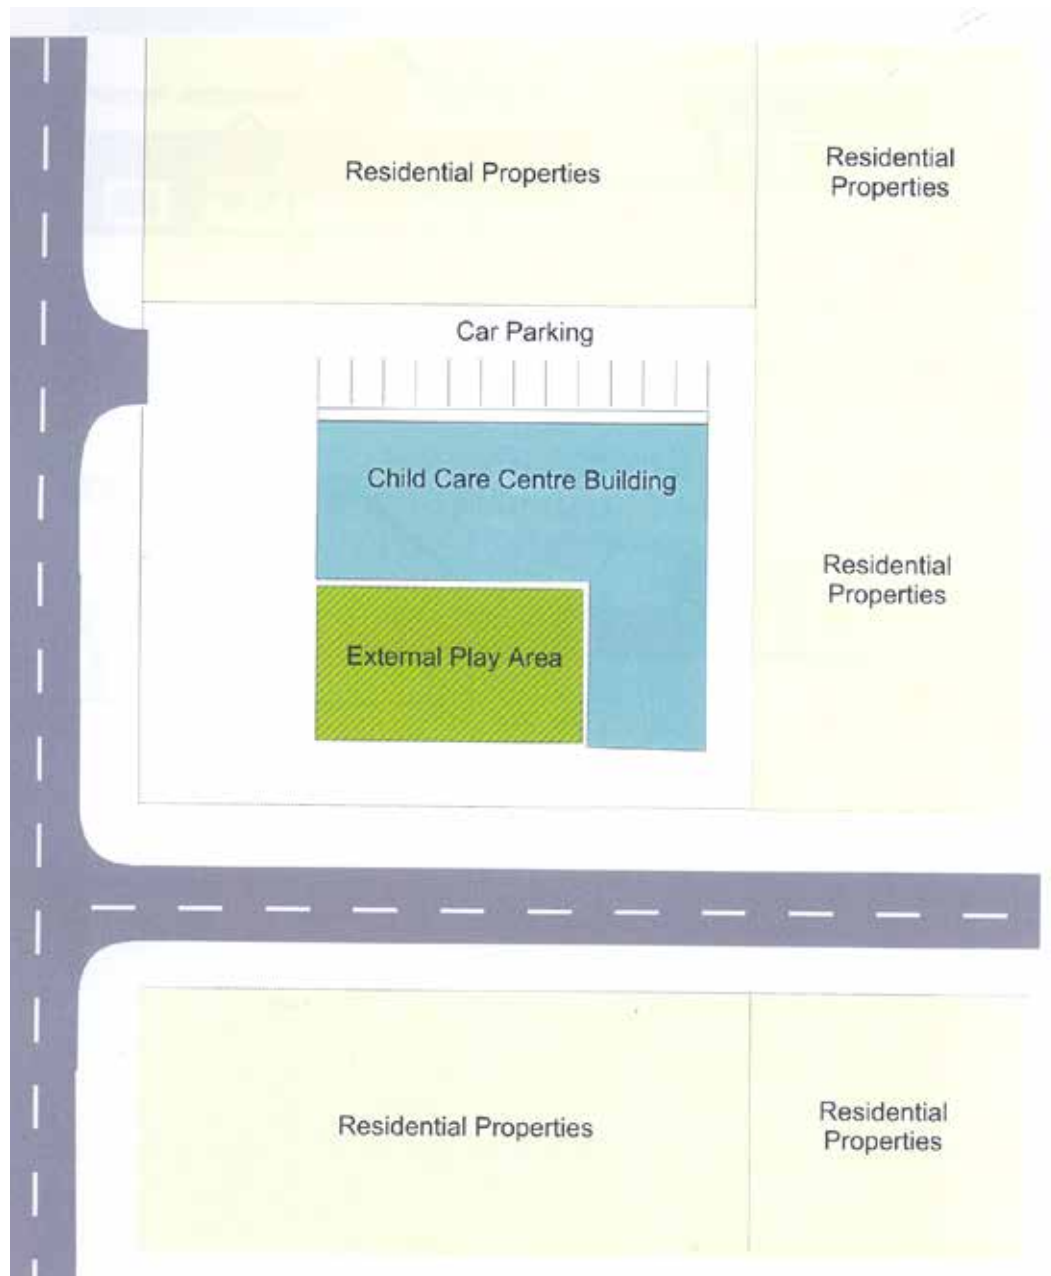 Residential Properties
Residential
Properties
Car Parking
Child Care Centre Building
Residential
Properties
External Play Area
Residential Properties
Residential
Properties